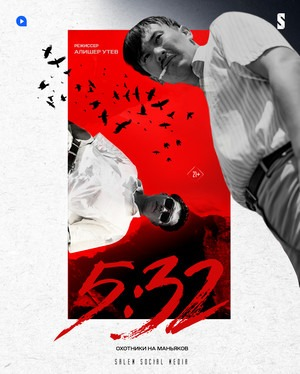 РЕЖИССЕР
АЛИШЕР УТЕВ
S
21+
5:32
ОХОТНИКИ НА МАНЬЯКОВ
SALEM SOCIAL MEDIA